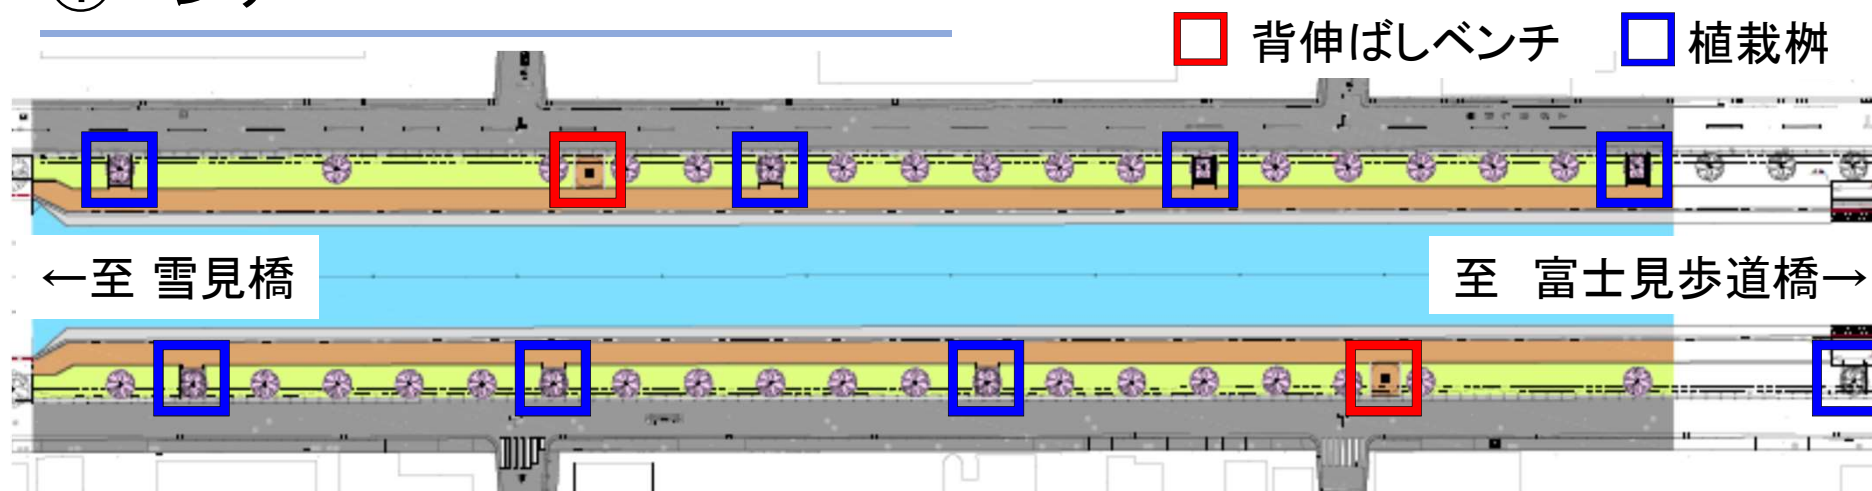 背伸ばしベンチ
植栽桝
←至 雪見橋
至 富士見歩道橋→